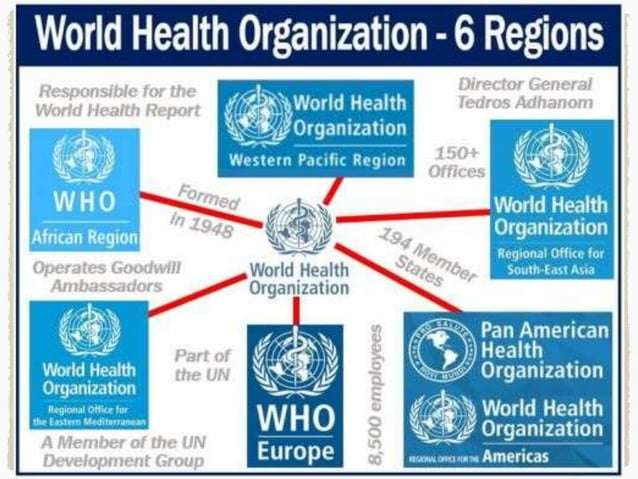 World Health Organization - 6 Regions
Responsible for the
World Health Report
World Health
Organization
Western Pacific Region
Director General
Tedros Adhanom
150+
Offices
WHO
African Region
Formed
in 1948
World Health
Organization
Regional Office for
South-East Asia
194 Member
States
World Health
Organization
Operates Goodwill
Ambassadors
World Health
Organization
Regional Office for
the Eastern Mediterranean
Part of
the UN
WHO
Europe
8,500 employees
PRO SALUTE
NOVI MUNDI
Pan American
Health
Organization
World Health
Organization
REGIONAL OFFICE FOR THE Americas
A Member of the UN
Development Group